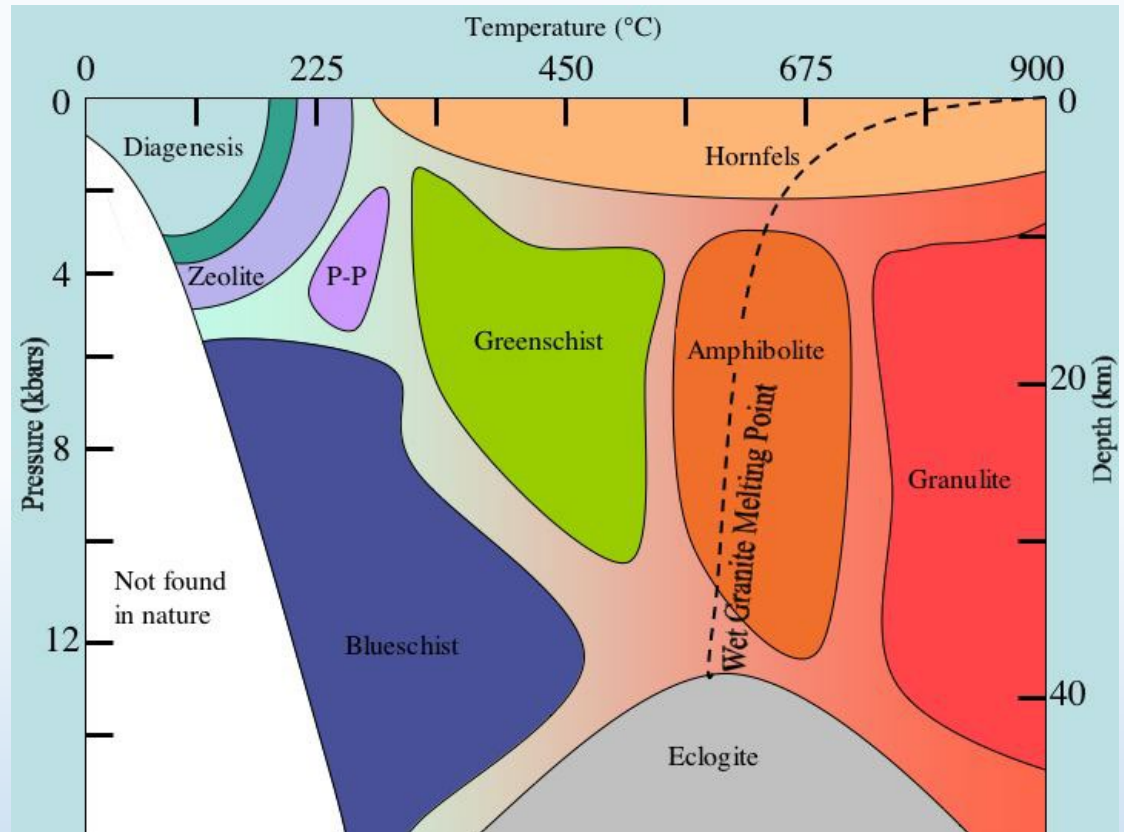 Temperature (°C)
0 225 450 675 900
0 0
Diagenesis
Hornfels
4
Zeolite
P-P
Greenschist
Amphibolite
20
Pressure (kbars)
Depth (km)
8
Granulite
Wet Granite Melting Point
Not found
in nature
12
Blueschist
40
Eclogite